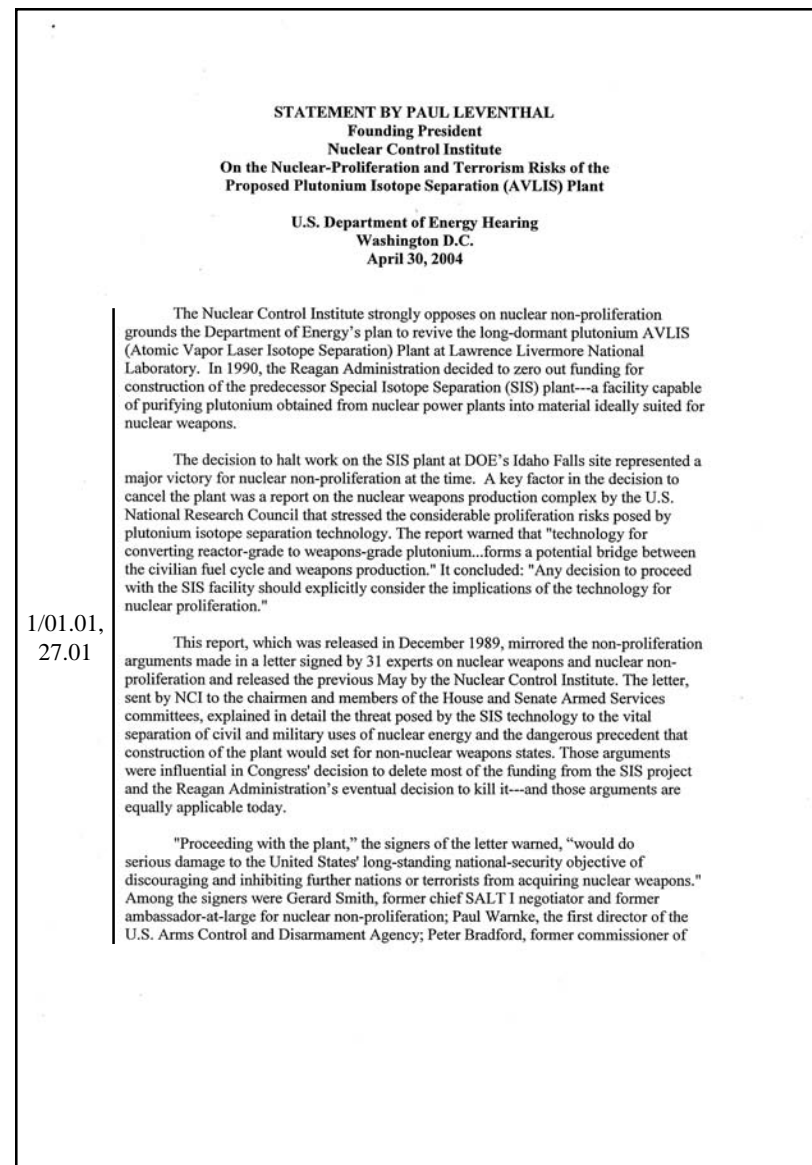 STATEMENT BY PAUL LEVENTHAL
Founding President
Nuclear Control Institute
On the Nuclear-Proliferation and Terrorism Risks of the
Proposed Plutonium Isotope Separation (AVLIS) Plant
U.S. Department of Energy Hearing
Washington D.C.
April 30, 2004
The Nuclear Control Institute strongly opposes on nuclear non-proliferation
grounds the Department of Energy's plan to revive the long-dormant plutonium AVLIS
(Atomic Vapor Laser Isotope Separation) Plant at Lawrence Livermore National
Laboratory. In 1990, the Reagan Administration decided to zero out funding for
construction of the predecessor Special Isotope Separation (SIS) plant---a facility capable
of purifying plutonium obtained from nuclear power plants into material ideally suited for
nuclear weapons.
The decision to halt work on the SIS plant at DOE's Idaho Falls site represented a
major victory for nuclear non-proliferation at the time. A key factor in the decision to
cancel the plant was a report on the nuclear weapons production complex by the U.S.
National Research Council that stressed the considerable proliferation risks posed by
plutonium isotope separation technology. The report warned that "technology for
converting reactor-grade to weapons-grade plutonium...forms a potential bridge between
the civilian fuel cycle and weapons production." It concluded: "Any decision to proceed
with the SIS facility should explicitly consider the implications of the technology for
nuclear proliferation."
1/01.01,
27.01
This report, which was released in December 1989, mirrored the non-proliferation
arguments made in a letter signed by 31 experts on nuclear weapons and nuclear non-
proliferation and released the previous May by the Nuclear Control Institute. The letter,
sent by NCI to the chairmen and members of the House and Senate Armed Services
committees, explained in detail the threat posed by the SIS technology to the vital
separation of civil and military uses of nuclear energy and the dangerous precedent that
construction of the plant would set for non-nuclear weapons states. Those arguments
were influential in Congress' decision to delete most of the funding from the SIS project
and the Reagan Administration's eventual decision to kill it---and those arguments are
equally applicable today.
"Proceeding with the plant,” the signers of the letter warned, “would do
serious damage to the United States' long-standing national-security objective of
discouraging and inhibiting further nations or terrorists from acquiring nuclear weapons."
Among the signers were Gerard Smith, former chief SALT I negotiator and former
ambassador-at-large for nuclear non-proliferation; Paul Warnke, the first director of the
U.S. Arms Control and Disarmament Agency; Peter Bradford, former commissioner of